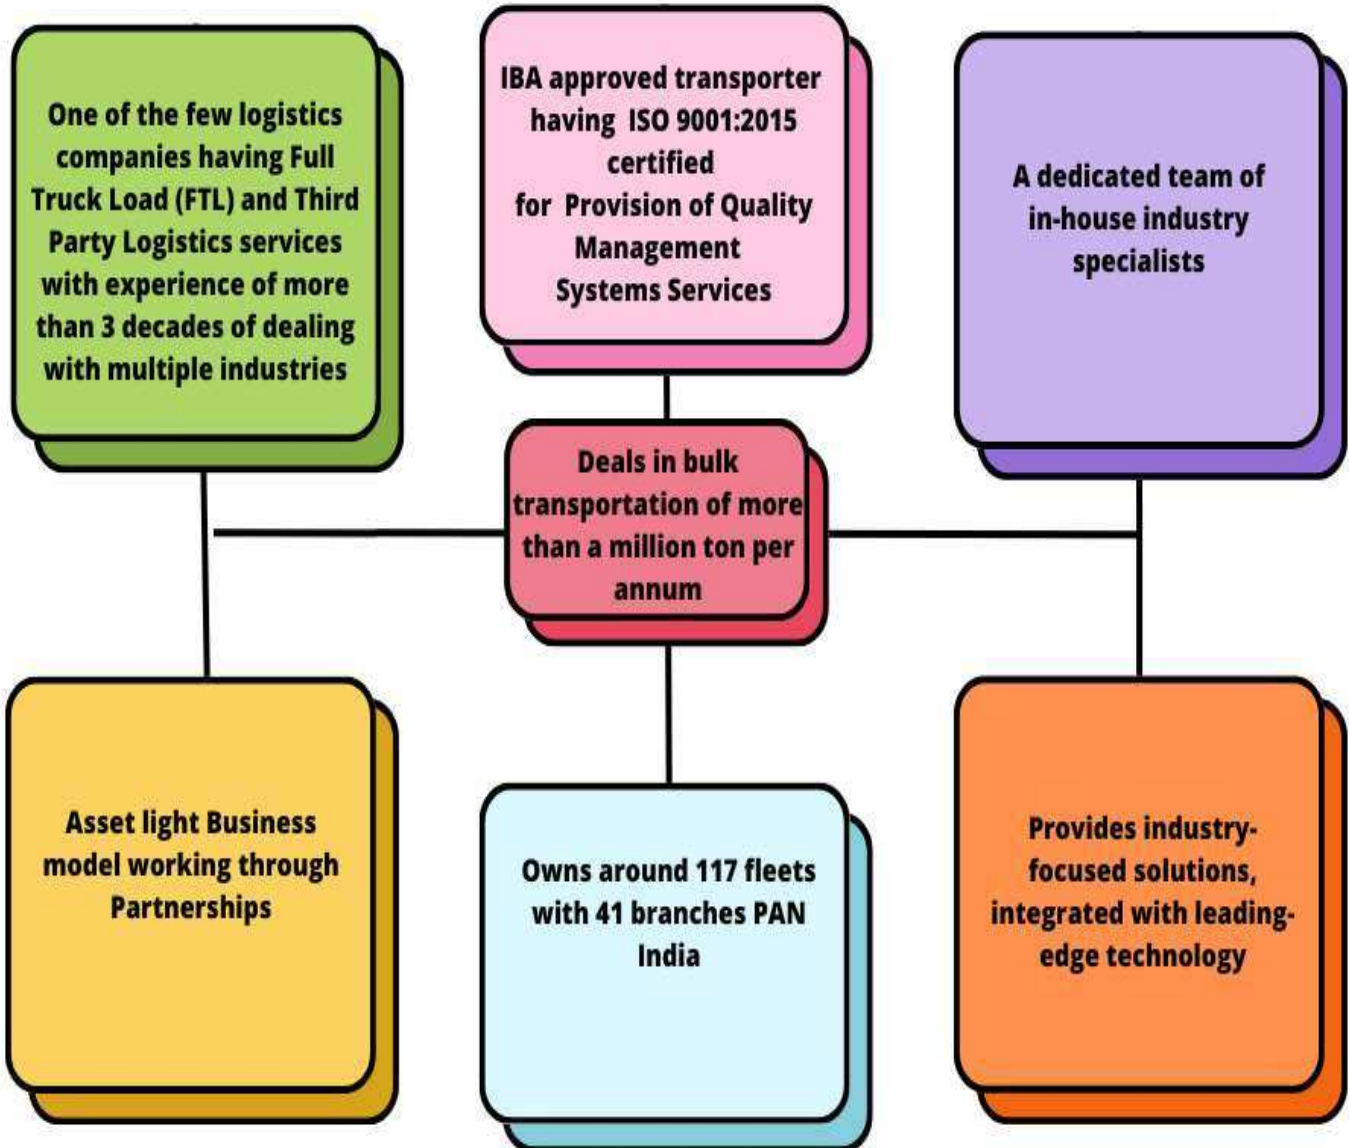 One of the few logistics
companies having Full
Truck Load (FTL) and Third
Party Logistics services
with experience of more
than 3 decades of dealing
with multiple industries
IBA approved transporter
having ISO 9001:2015
certified
for Provision of Quality
Management
Systems Services
A dedicated team of
in-house industry
specialists
Deals in bulk
transportation of more
than a million ton per
annum
Asset light Business
model working through
Partnerships
Owns around 117 fleets
with 41 branches PAN
India
Provides industry-
focused solutions,
integrated with leading-
edge technology